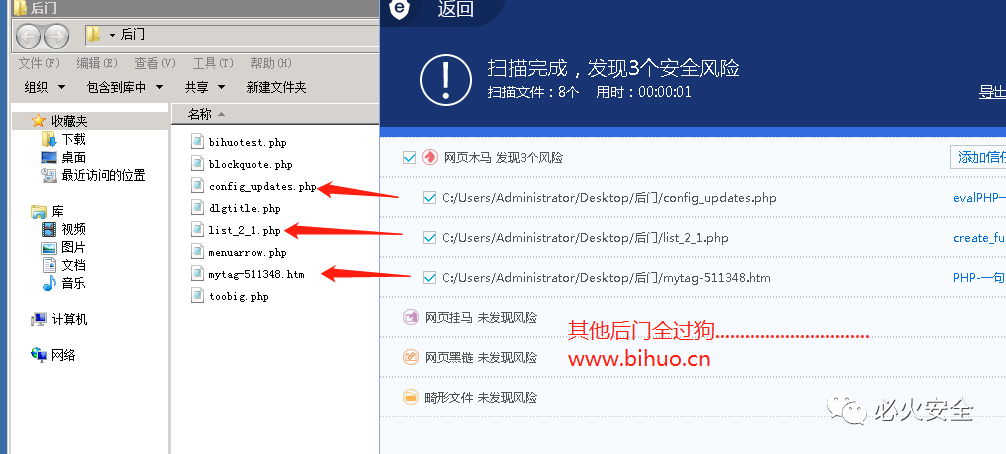 后门
后门
文件(F) 编辑(E) 查看(V) 工具(T) 帮助(H)
组织 包含到库中 共享 新建文件夹
收藏夹
下载
桌面
最近访问的位置
库
视频
图片
文档
音乐
计算机
网络
名称
bihuotest.php
blockquote.php
config_updates.php
dlgtitle.php
list_2_1.php
menuarrow.php
mytag-511348.htm
toobig.php
返回
扫描完成，发现3个安全风险
扫描文件：8个 用时：00:00:01
导出
网页木马 发现3个风险
添加信任
C:/Users/Administrator/Desktop/后门/config_updates.php
evalPHP一
C:/Users/Administrator/Desktop/后门/list_2_1.php
create_fu
C:/Users/Administrator/Desktop/后门/mytag-511348.htm
PHP-一句
网页挂马 未发现风险
网页黑链 未发现风险
畸形文件 未发现风险
其他后门全过狗...............................
www.bihuo.cn
必火安全